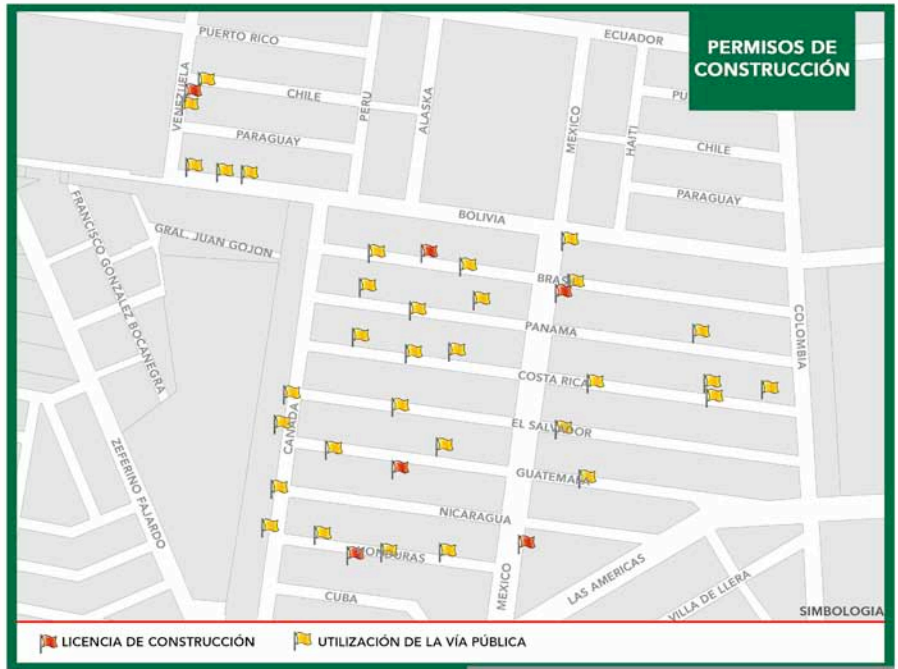 PERMISOS DE
CONSTRUCCIÓN
PUERTO RICO
ECUADOR
VENEZUELA
CHILE
PERU
ALASKA
MEXICO
HAITI
PU
CHILE
PARAGUAY
PARAGUAY
BOLIVIA
FRANCISCO GONZALEZ BOCANEGRA
GRAL. JUAN GOJON
BRAS
COLOMBIA
PANAMA
COSTA RICA
CANADA
EL SALVADOR
ZEFERINO FAJARDO
GUATEMALA
NICARAGUA
HONDURAS
MEXICO
LAS AMERICAS
VILLA DE LLERA
CUBA
SIMBOLOGIA
LICENCIA DE CONSTRUCCIÓN
UTILIZACIÓN DE LA VÍA PÚBLICA